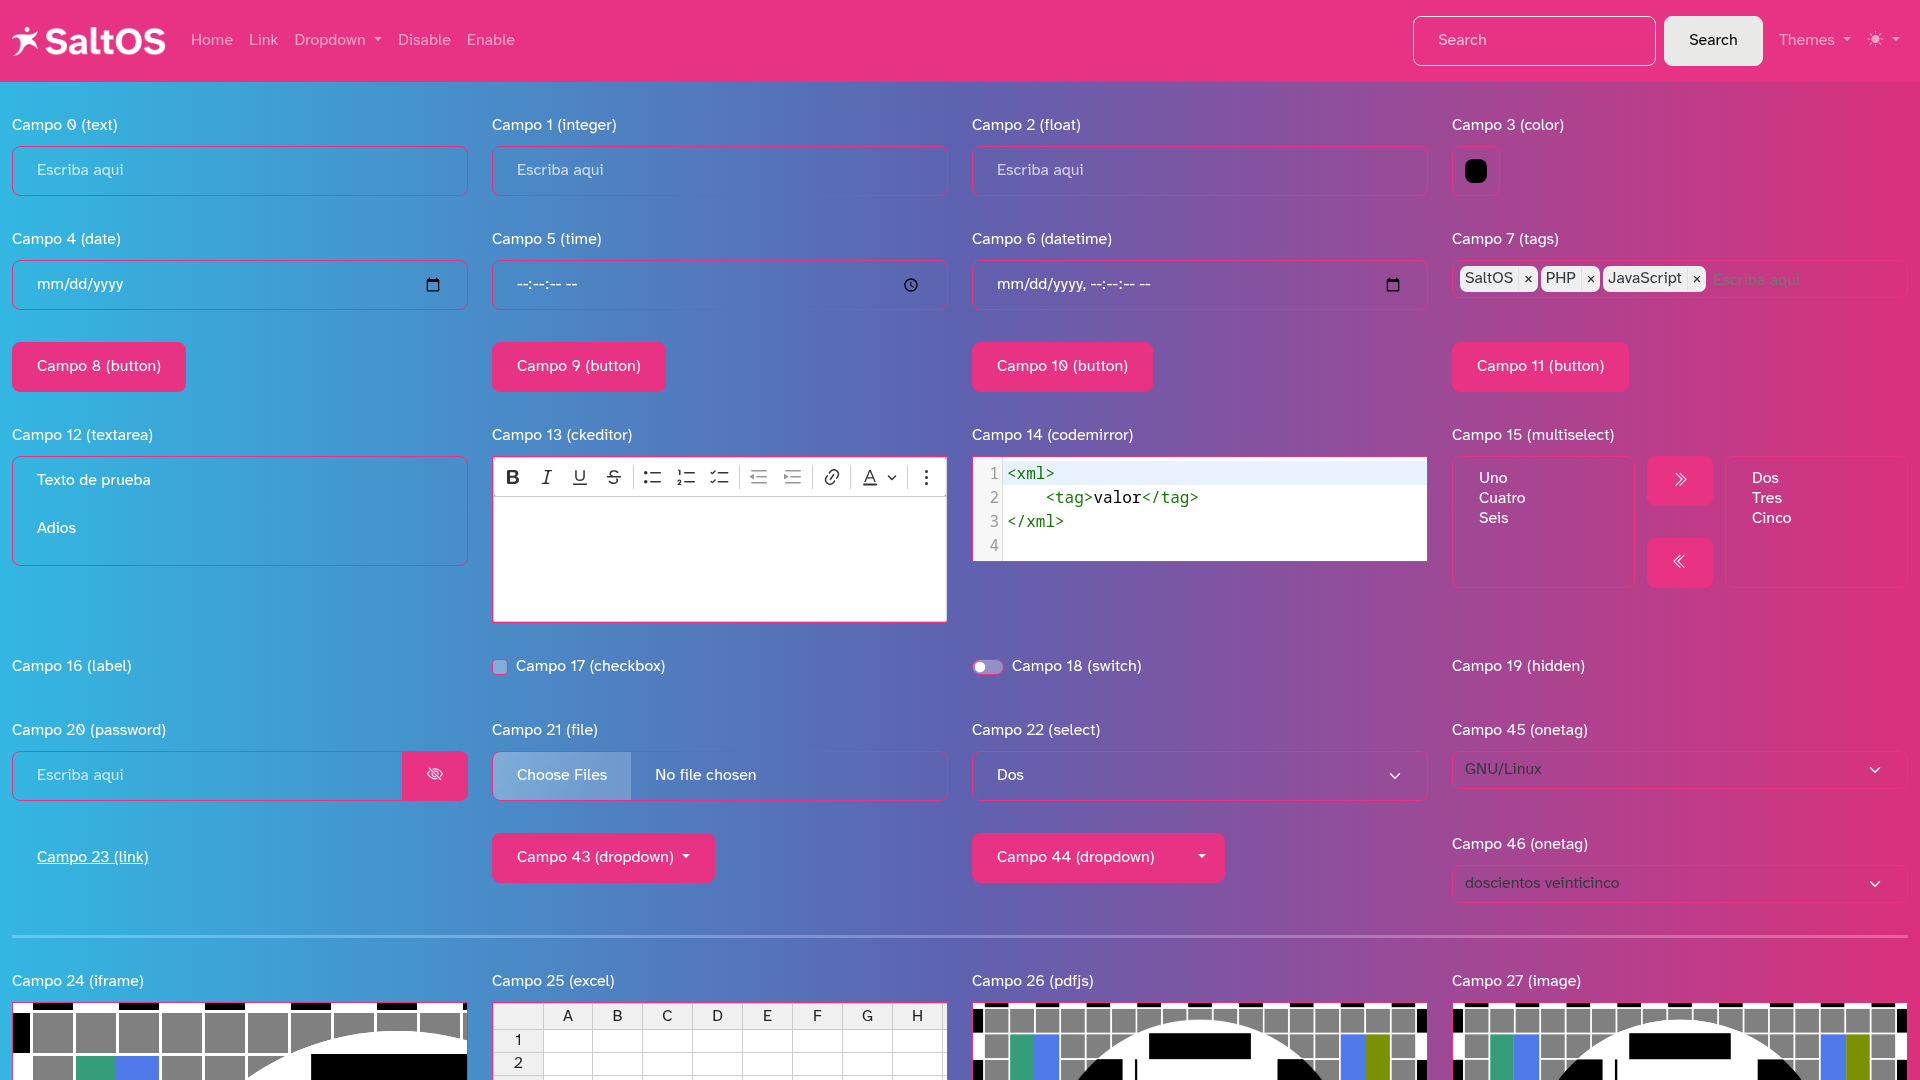 SaltOS Home Link Dropdown Disable Enable Search Search Themes
Campo 0 (text) Campo 1 (integer) Campo 2 (float) Campo 3 (color)
Escriba aqui Escriba aqui Escriba aqui
Campo 4 (date) Campo 5 (time) Campo 6 (datetime) Campo 7 (tags)
mm/dd/yyyy --:--:-- -- mm/dd/yyyy, --:--:-- -- SaltOS × PHP × JavaScript × Escriba aqui
Campo 8 (button) Campo 9 (button) Campo 10 (button) Campo 11 (button)
Campo 12 (textarea) Campo 13 (ckeditor) Campo 14 (codemirror) Campo 15 (multiselect)
Texto de prueba
Adios
B I U S A
1 <xml>
2 <tag>valor</tag>
3 </xml>
4
Uno
Cuatro
Seis
Dos
Tres
Cinco
Campo 16 (label) Campo 17 (checkbox) Campo 18 (switch) Campo 19 (hidden)
Campo 20 (password) Campo 21 (file) Campo 22 (select) Campo 45 (onetag)
Escriba aqui Choose Files No file chosen Dos GNU/Linux
Campo 23 (link) Campo 43 (dropdown) Campo 44 (dropdown) Campo 46 (onetag)
doscientos veinticinco
Campo 24 (iframe) Campo 25 (excel) Campo 26 (pdfjs) Campo 27 (image)
A B C D E F G H
1
2